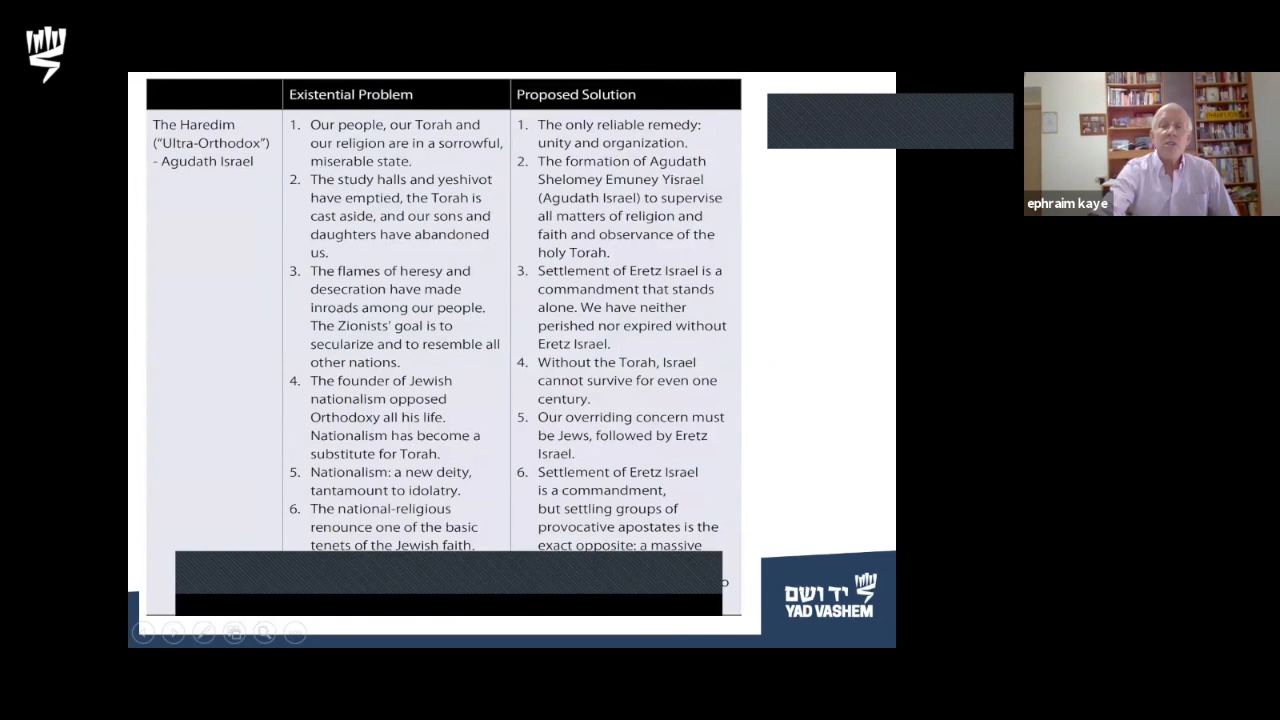 Existential Problem
Proposed Solution
The Haredim
(“Ultra-Orthodox”)
- Agudath Israel
1. Our people, our Torah and
our religion are in a sorrowful,
miserable state.
2. The study halls and yeshivot
have emptied, the Torah is
cast aside, and our sons and
daughters have abandoned
us.
3. The flames of heresy and
desecration have made
inroads among our people.
The Zionists’ goal is to
secularize and to resemble all
other nations.
4. The founder of Jewish
nationalism opposed
Orthodoxy all his life.
Nationalism has become a
substitute for Torah.
5. Nationalism: a new deity,
tantamount to idolatry.
6. The national-religious
renounce one of the basic
tenets of the Jewish faith.
1. The only reliable remedy:
unity and organization.
2. The formation of Agudath
Shelomey Emuney Yisrael
(Agudath Israel) to supervise
all matters of religion and
faith and observance of the
holy Torah.
3. Settlement of Eretz Israel is a
commandment that stands
alone. We have neither
perished nor expired without
Eretz Israel.
4. Without the Torah, Israel
cannot survive for even one
century.
5. Our overriding concern must
be Jews, followed by Eretz
Israel.
6. Settlement of Eretz Israel
is a commandment,
but settling groups of
provocative apostates is the
exact opposite: a massive
ephraim kaye
יד ושם
YAD VASHEM